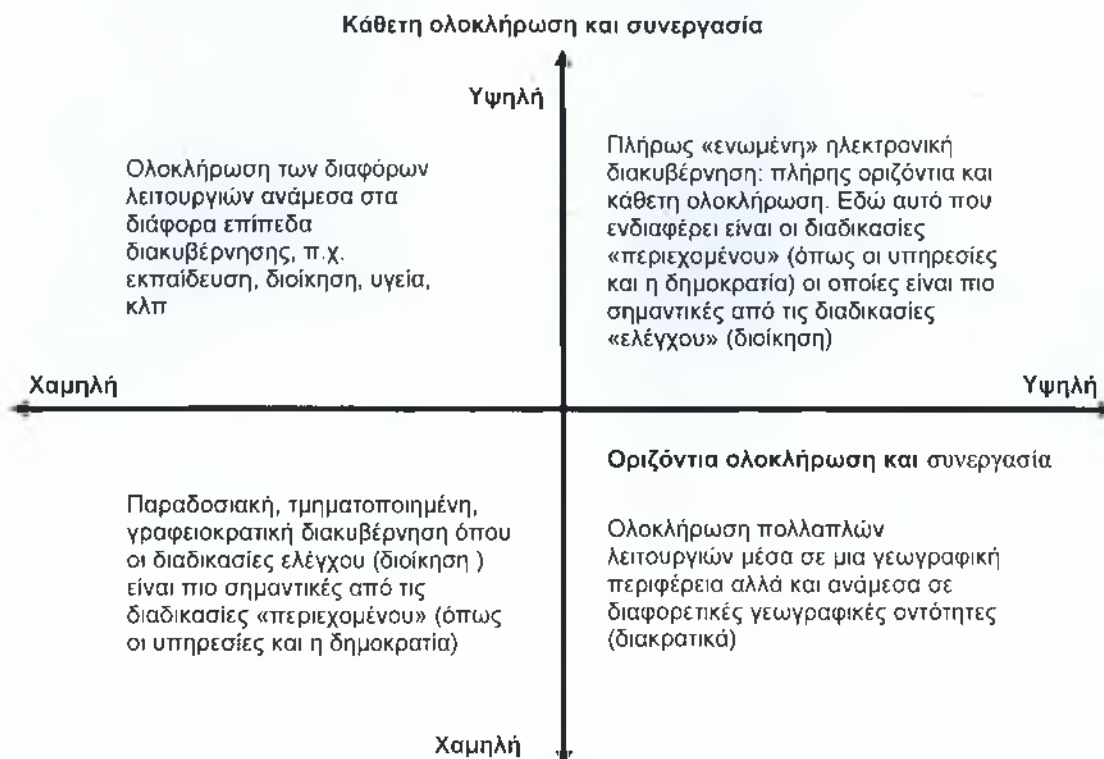 Κάθετη ολοκλήρωση και συνεργασία
Υψηλή
Ολοκλήρωση των διαφόρων
λειτουργιών ανάμεσα στα
διάφορα επίπεδα
διακυβέρνησης, π.χ.
εκπαίδευση, διοίκηση, υγεία,
κλπ
Πλήρως «ενωμένη» ηλεκτρονική
διακυβέρνηση: πλήρης οριζόντια και
κάθετη ολοκλήρωση. Εδώ αυτό που
ενδιαφέρει είναι οι διαδικασίες
«περιεχομένου» (όπως οι υπηρεσίες
και η δημοκρατία) οι οποίες είναι πιο
σημαντικές από τις διαδικασίες
«ελέγχου» (διοίκηση)
Χαμηλή
Υψηλή
Οριζόντια ολοκλήρωση και συνεργασία
Παραδοσιακή, τμηματοποιημένη,
γραφειοκρατική διακυβέρνηση όπου
οι διαδικασίες ελέγχου (διοίκηση )
είναι πιο σημαντικές από τις
διαδικασίες «περιεχομένου» (όπως
οι υπηρεσίες και η δημοκρατία)
Ολοκλήρωση πολλαπλών
λειτουργιών μέσα σε μια γεωγραφική
περιφέρεια αλλά και ανάμεσα σε
διαφορετικές γεωγραφικές οντότητες
(διακρατικά)
Χαμηλή